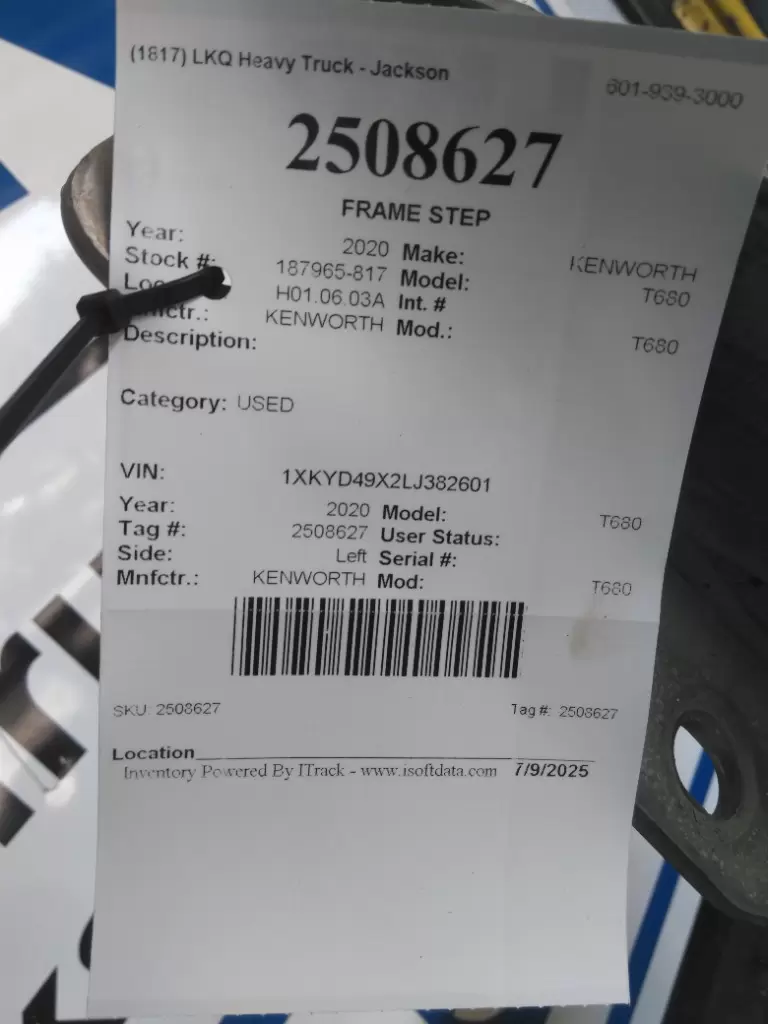 (1817) LKQ Heavy Truck - Jackson 601-939-3000
2508627
FRAME STEP
Year: 2020 Make: KENWORTH
Stock #: 187965-817 Model: T680
H01.06.03A Int. #
KENWORTH Mod.: T680
Description:
Category: USED
VIN: 1XKYD49X2LJ382601
Year: 2020 Model: T680
Tag #: 2508627 User Status:
Side: Left Serial #:
Mnfctr.: KENWORTH Mod: T680
SKU: 2508627 Tag #: 2508627
Location
Inventory Powered By ITrack - www.isoftdata.com 7/9/2025